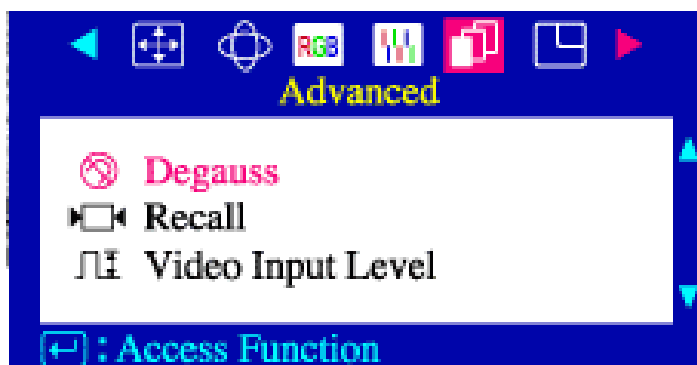 RGB
Advanced
Degauss
Recall
Video Input Level
: Access Function